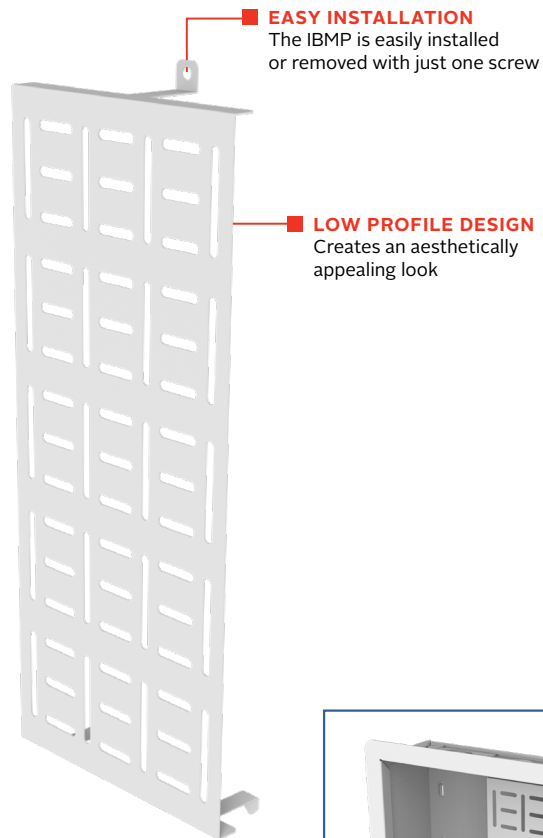 EASY INSTALLATION
The IBMP is easily installed
or removed with just one screw
LOW PROFILE DESIGN
Creates an aesthetically
appealing look